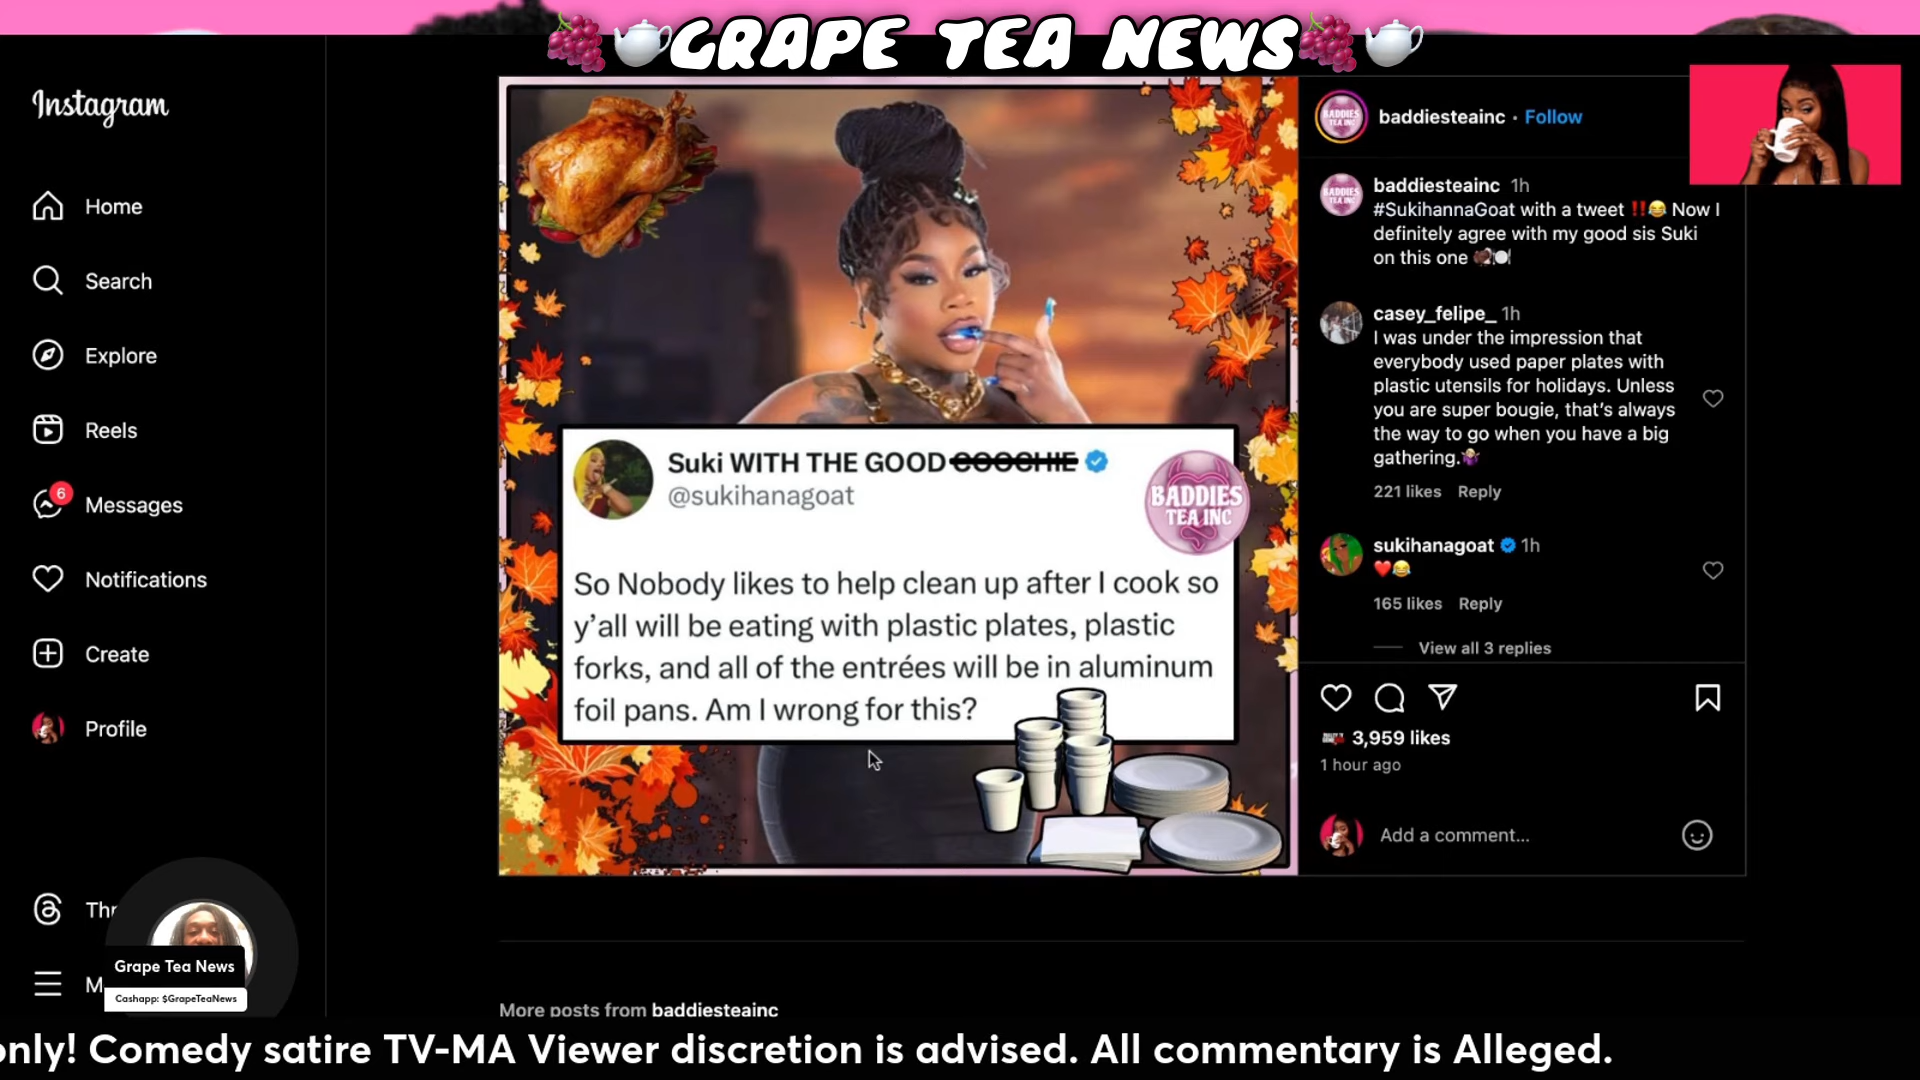 GRAPE TEA NEWS
Instagram
Home
Search
Explore
Reels
6
Messages
Notifications
Create
Profile
Thr
M
Grape Tea News
Cashapp: $GrapeTeaNews
Suki WITH THE GOOD COOCHIE
@sukihanagoat
BADDIES
TEA INC
So Nobody likes to help clean up after I cook so
y’all will be eating with plastic plates, plastic
forks, and all of the entrées will be in aluminum
foil pans. Am I wrong for this?
BADDIES
TEA INC
baddiesteainc · Follow
BADDIES
TEA INC
baddiesteainc 1h
#SukihannaGoat with a tweet ‼️😂 Now I
definitely agree with my good sis Suki
on this one
casey_felipe_ 1h
I was under the impression that
everybody used paper plates with
plastic utensils for holidays. Unless
you are super bougie, that’s always
the way to go when you have a big
gathering.
221 likes Reply
sukihanagoat 1h
❤️😂
165 likes Reply
View all 3 replies
3,959 likes
1 hour ago
Add a comment...
More posts from baddiesteainc
only! Comedy satire TV-MA Viewer discretion is advised. All commentary is Alleged.